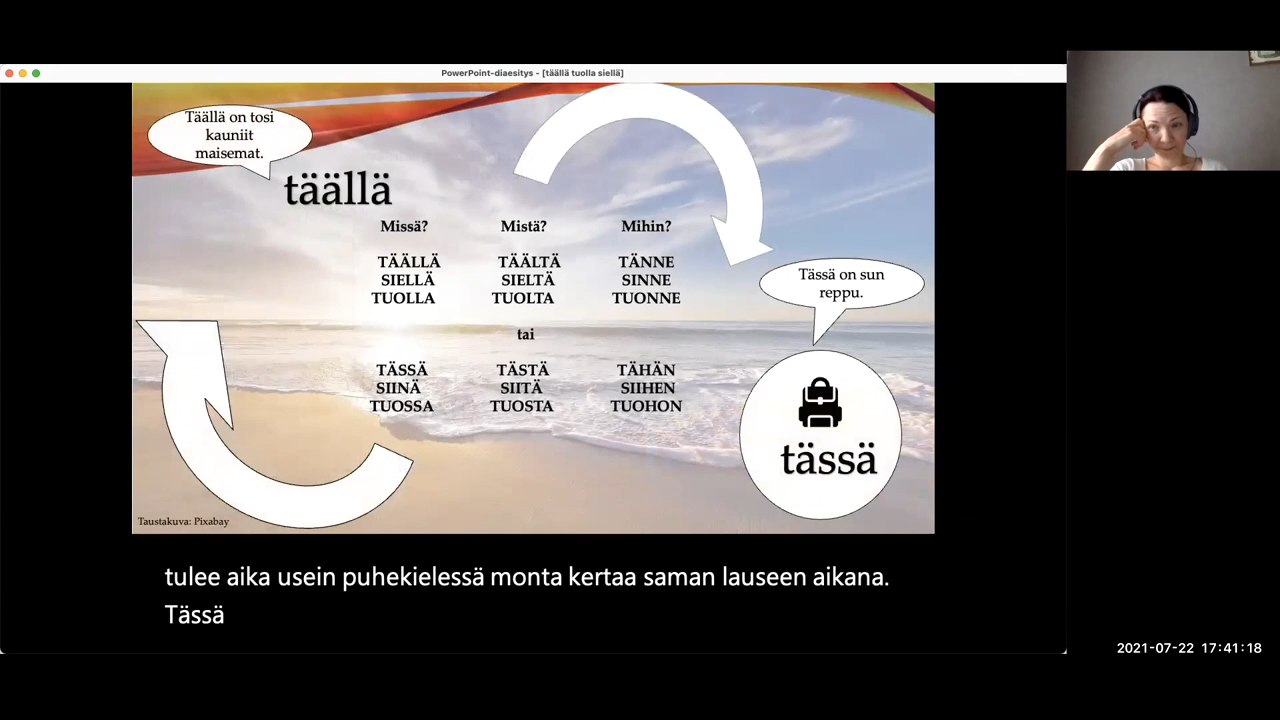 PowerPoint-diaesitys - [täällä tuolla siellä]
Täällä on tosi
kauniit
maisemat.
täällä
Missä? Mistä? Mihin?
TÄÄLLÄ TÄÄLTÄ TÄNNE
SIELLÄ SIELTÄ SINNE
TUOLLA TUOLTA TUONNE
tai
TÄSSÄ TÄSTÄ TÄHÄN
SIINÄ SIITÄ SIIHEN
TUOSSA TUOSTA TUOHON
Tässä on sun
reppu.
tässä
Taustakuva: Pixabay
tulee aika usein puhekielessä monta kertaa saman lauseen aikana.
Tässä
2021-07-22 17:41:18